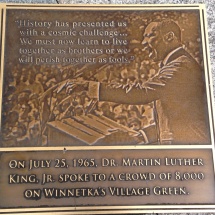 "History has presented us
with a cosmic challenge...
We must now learn to live
together as brothers or we
will perish together as fools."
On July 25, 1965, Dr. Martin Luther
King, Jr. spoke to a crowd of 8,000
on Winnetka's Village Green